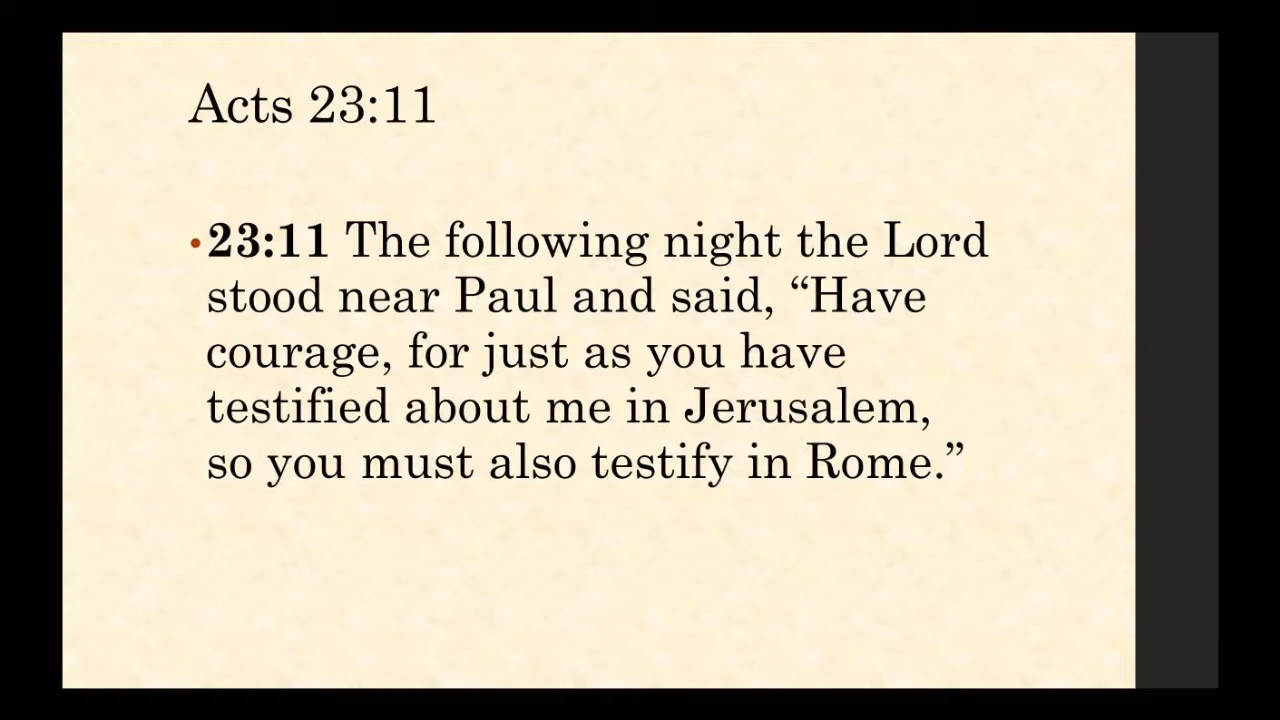 Acts 23:11
•23:11 The following night the Lord
stood near Paul and said, “Have
courage, for just as you have
testified about me in Jerusalem,
so you must also testify in Rome.”